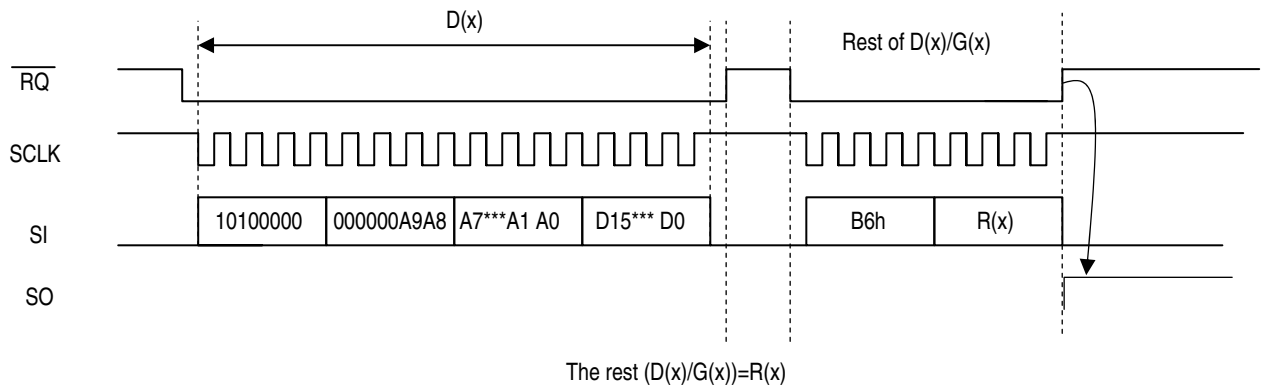 D(x)
Rest of D(x)/G(x)
RQ
SCLK
SI
10100000
000000A9A8
A7***A1 A0
D15*** D0
B6h
R(x)
SO
The rest (D(x)/G(x))=R(x)